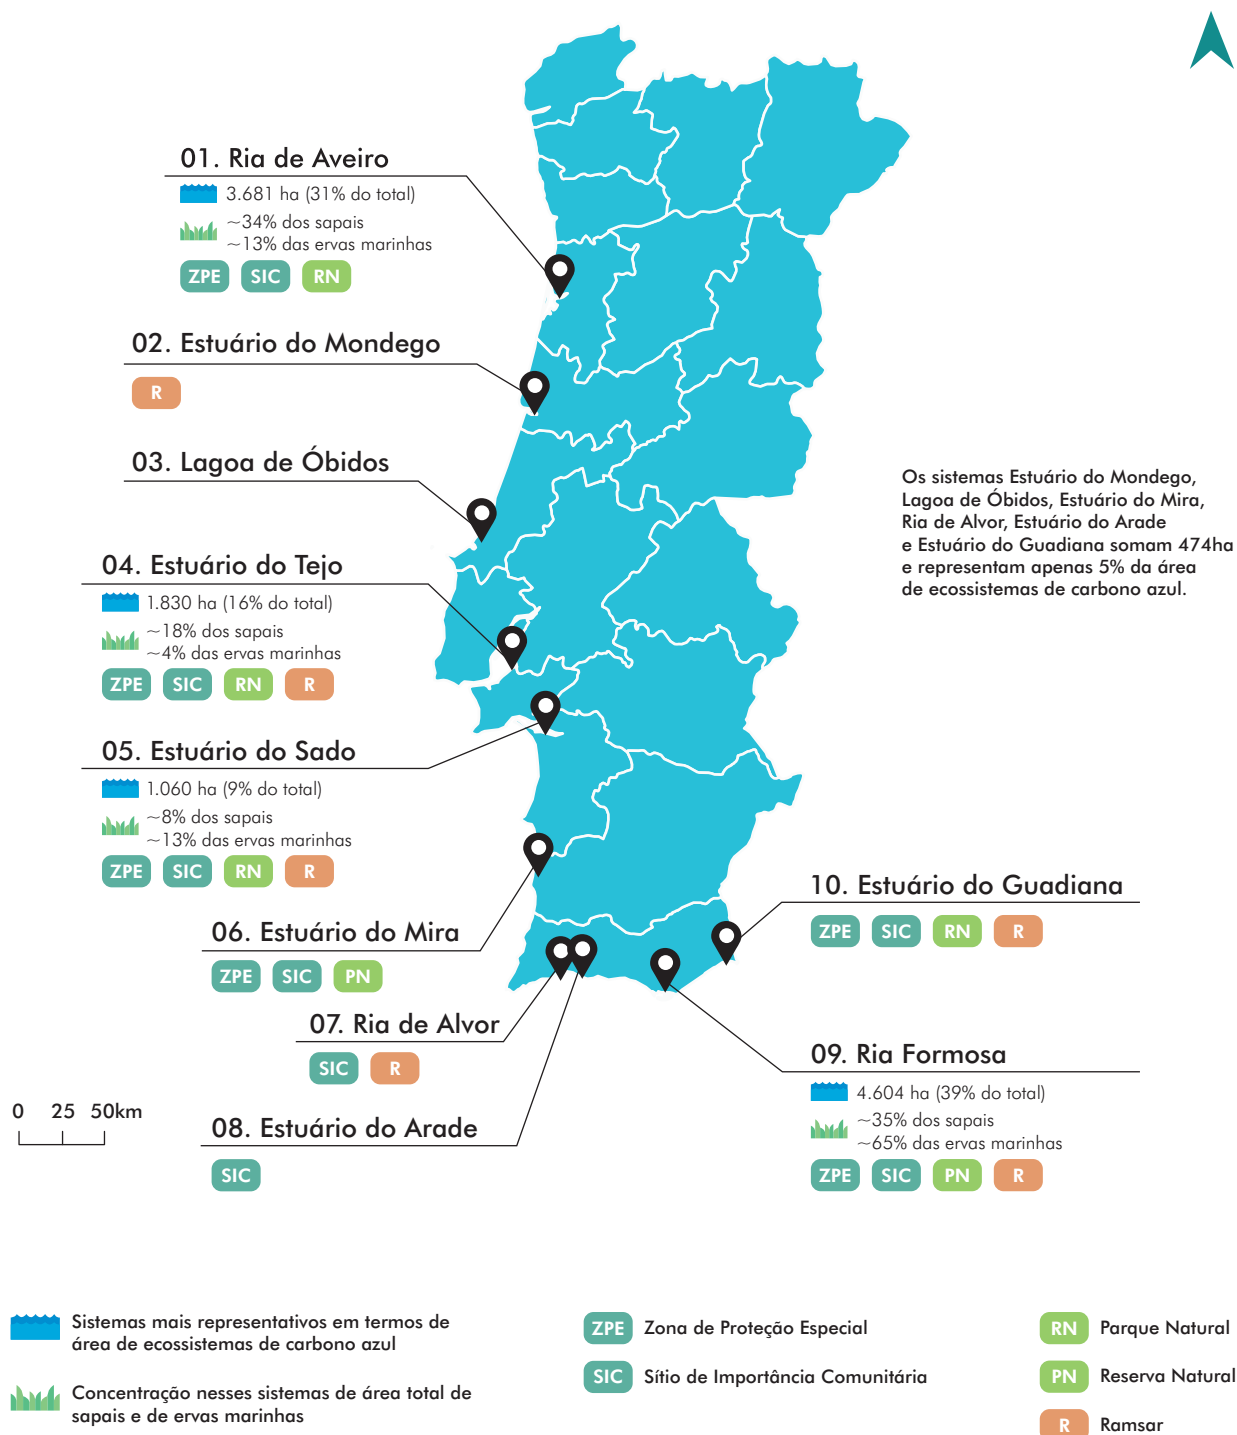 01. Ria de Aveiro
3.681 ha (31% do total)
~34% dos sapais
~13% das ervas marinhas
ZPE SIC RN
02. Estuário do Mondego
R
03. Lagoa de Óbidos
Os sistemas Estuário do Mondego,
Lagoa de Óbidos, Estuário do Mira,
Ria de Alvor, Estuário do Arade
e Estuário do Guadiana somam 474ha
e representam apenas 5% da área
de ecossistemas de carbono azul.
04. Estuário do Tejo
1.830 ha (16% do total)
~18% dos sapais
~4% das ervas marinhas
ZPE SIC RN R
05. Estuário do Sado
1.060 ha (9% do total)
~8% dos sapais
~13% das ervas marinhas
ZPE SIC RN R
06. Estuário do Mira
ZPE SIC PN
07. Ria de Alvor
SIC R
08. Estuário do Arade
SIC
10. Estuário do Guadiana
ZPE SIC RN R
09. Ria Formosa
4.604 ha (39% do total)
~35% dos sapais
~65% das ervas marinhas
ZPE SIC PN R
0 25 50km
Sistemas mais representativos em termos de
área de ecossistemas de carbono azul
Concentração nesses sistemas de área total de
sapais e de ervas marinhas
ZPE Zona de Proteção Especial
SIC Sítio de Importância Comunitária
RN Parque Natural
PN Reserva Natural
R Ramsar